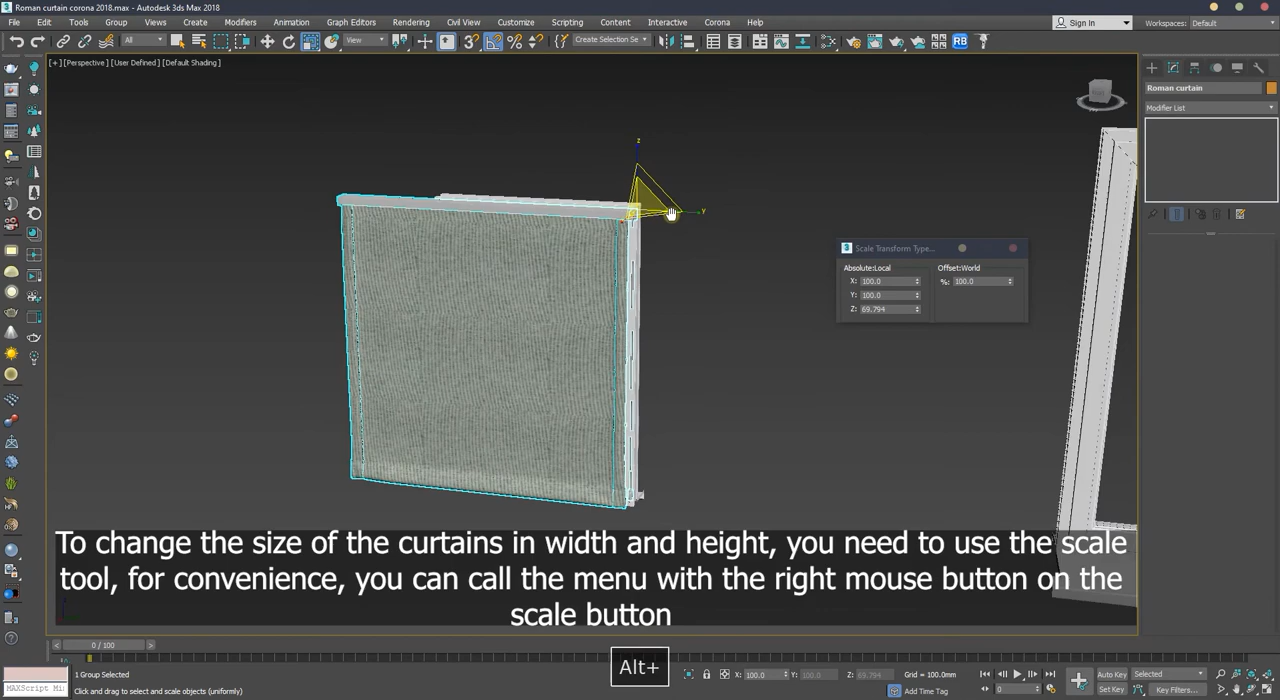 Roman curtain corona 2018.max - Autodesk 3ds Max 2018
File Edit Tools Group Views Create Modifiers Animation Graph Editors Rendering Civil View Customize Scripting Content Interactive Corona Help
Sign In Workspaces: Default
All View Create Selection Se RB
[+] [Perspective] [User Defined] [Default Shading]
Roman curtain
Modifier List
z
y
Scale Transform Type...
Absolute:Local Offset:World
X: 100.0 %: 100.0
Y: 100.0
Z: 69.794
To change the size of the curtains in width and height, you need to use the scale
tool, for convenience, you can call the menu with the right mouse button on the
scale button
0 / 100
Alt+
1 Group Selected
X: 100.0 Y: 100.0 Z: 69.794 Grid = 100.0mm
Auto Key Selected
MAXScript Mi
Click and drag to select and scale objects (uniformly)
Add Time Tag
0
Set Key Key Filters...